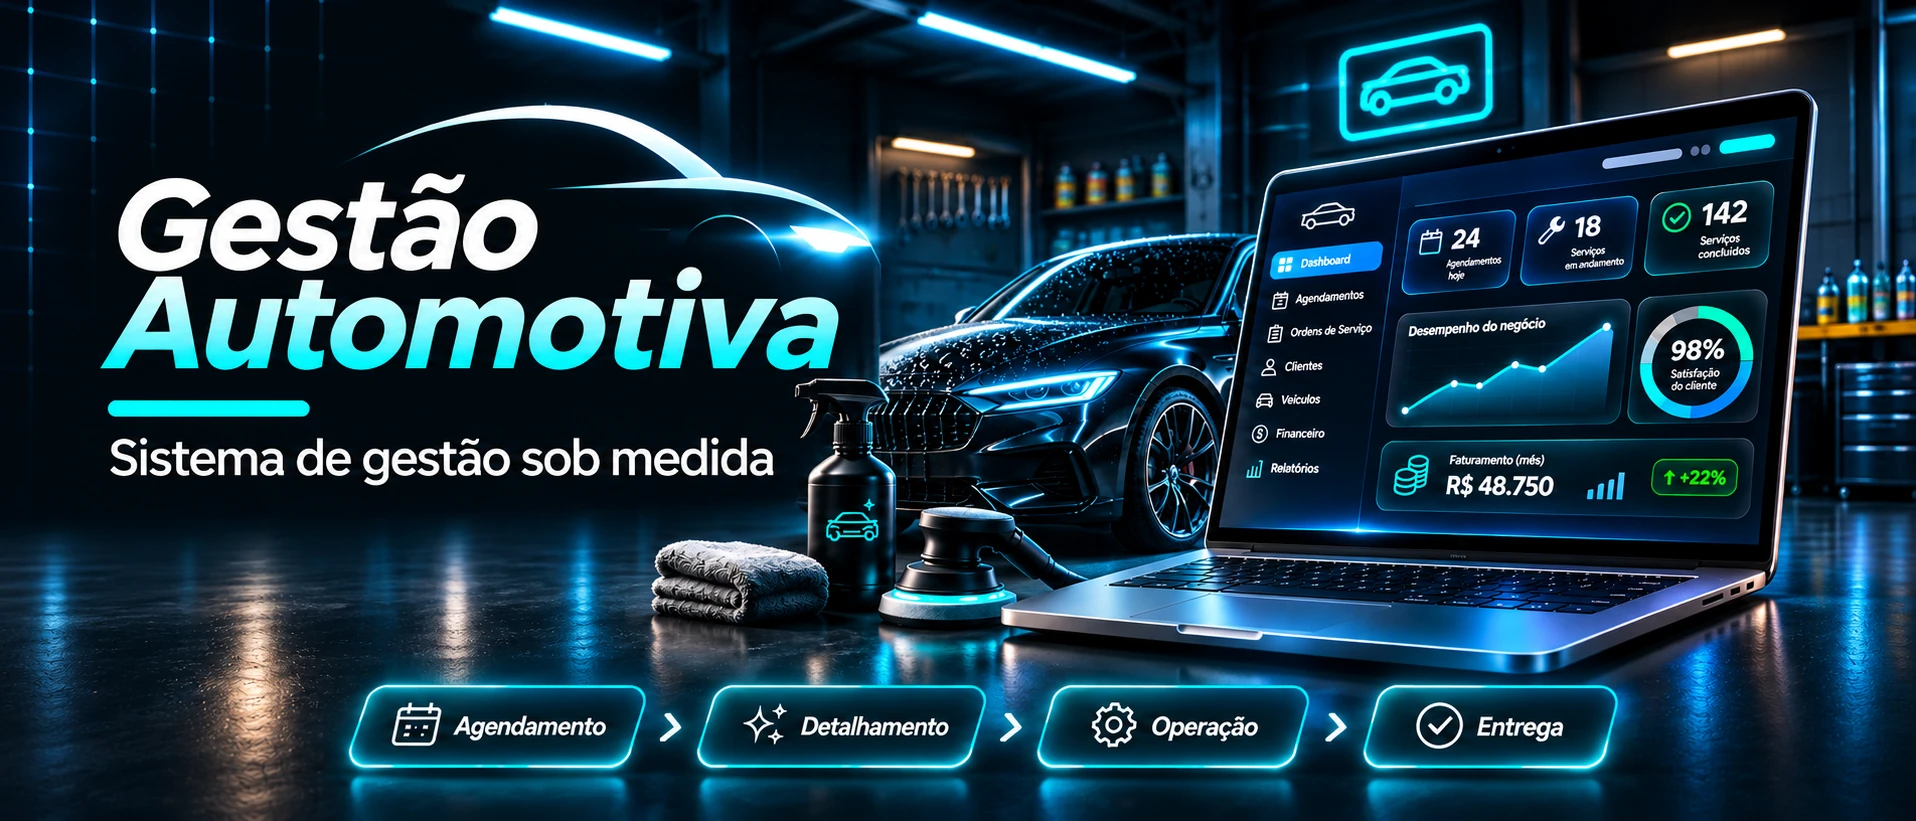 Gestão
Automotiva
Sistema de gestão sob medida
Dashboard
Agendamentos
Ordens de Serviço
Clientes
Veículos
Financeiro
Relatórios
24
Agendamentos
hoje
18
Serviços
em andamento
142
Serviços
concluídos
Desempenho do negócio
98%
Satisfação
do cliente
Faturamento (mês)
R$ 48.750
+22%
Agendamento
Detalhamento
Operação
Entrega